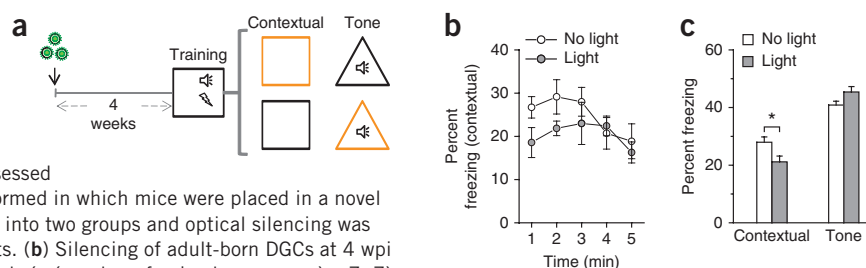 a
Contextual
Tone
Training
4
weeks
ssessed
ormed in which mice were placed in a novel
into two groups and optical silencing was
ts. (b) Silencing of adult-born DGCs at 4 wpi
b
No light
Light
Percent
freezing (contextual)
40
30
20
10
0
1 2 3 4 5
Time (min)
c
No light
Light
Percent freezing
60
40
20
0
*
Contextual Tone